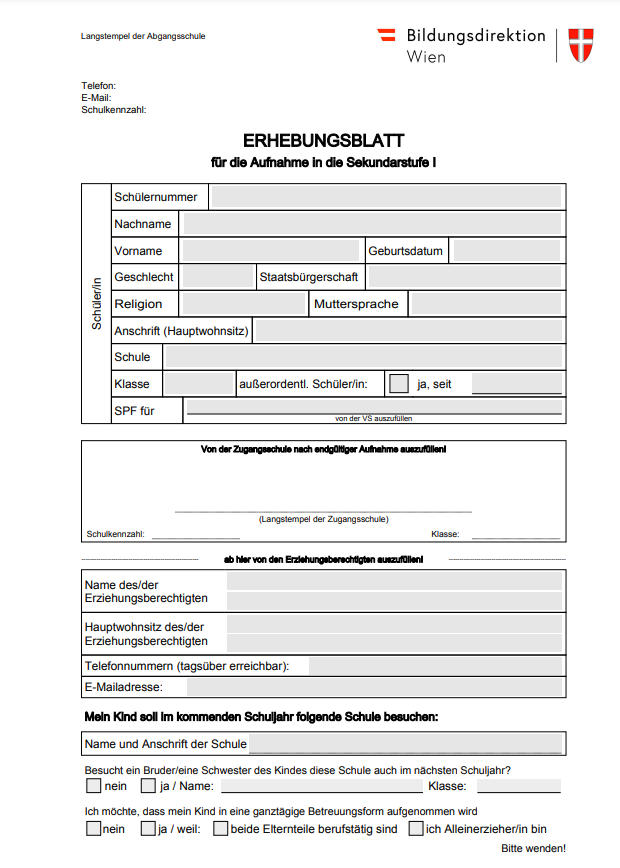 Langstempel der Abgangsschule
Bildungsdirektion
Wien
Telefon:
E-Mail:
Schulkennzahl:
ERHEBUNGSBLATT
für die Aufnahme in die Sekundarstufe I
Schüler/in
Schülernummer
Nachname
Vorname Geburtsdatum
Geschlecht Staatsbürgerschaft
Religion Muttersprache
Anschrift (Hauptwohnsitz)
Schule
Klasse außerordentl. Schüler/in: ja, seit
SPF für
von der VS auszufüllen
Von der Zugangsschule nach endgültiger Aufnahme auszufüllen!
(Langstempel der Zugangsschule)
Schulkennzahl: Klasse:
ab hier von den Erziehungsberechtigten auszufüllen!
Name des/der
Erziehungsberechtigten
Hauptwohnsitz des/der
Erziehungsberechtigten
Telefonnummern (tagsüber erreichbar):
E-Mailadresse:
Mein Kind soll im kommenden Schuljahr folgende Schule besuchen:
Name und Anschrift der Schule
Besucht ein Bruder/eine Schwester des Kindes diese Schule auch im nächsten Schuljahr?
nein ja / Name: Klasse:
Ich möchte, dass mein Kind in eine ganztägige Betreuungsform aufgenommen wird
nein ja / weil: beide Elternteile berufstätig sind ich Alleinerzieher/in bin
Bitte wenden!